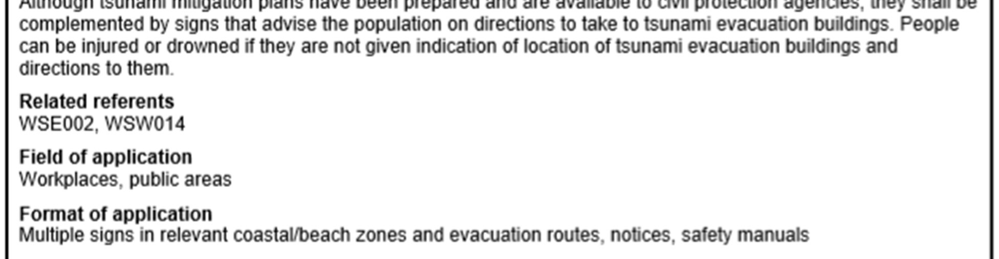 Although tsunami mitigation plans have been prepared and are available to civil protection agencies, they shall be
complemented by signs that advise the population on directions to take to tsunami evacuation buildings. People
can be injured or drowned if they are not given indication of location of tsunami evacuation buildings and
directions to them.
Related referents
WSE002, WSW014
Field of application
Workplaces, public areas
Format of application
Multiple signs in relevant coastal/beach zones and evacuation routes, notices, safety manuals